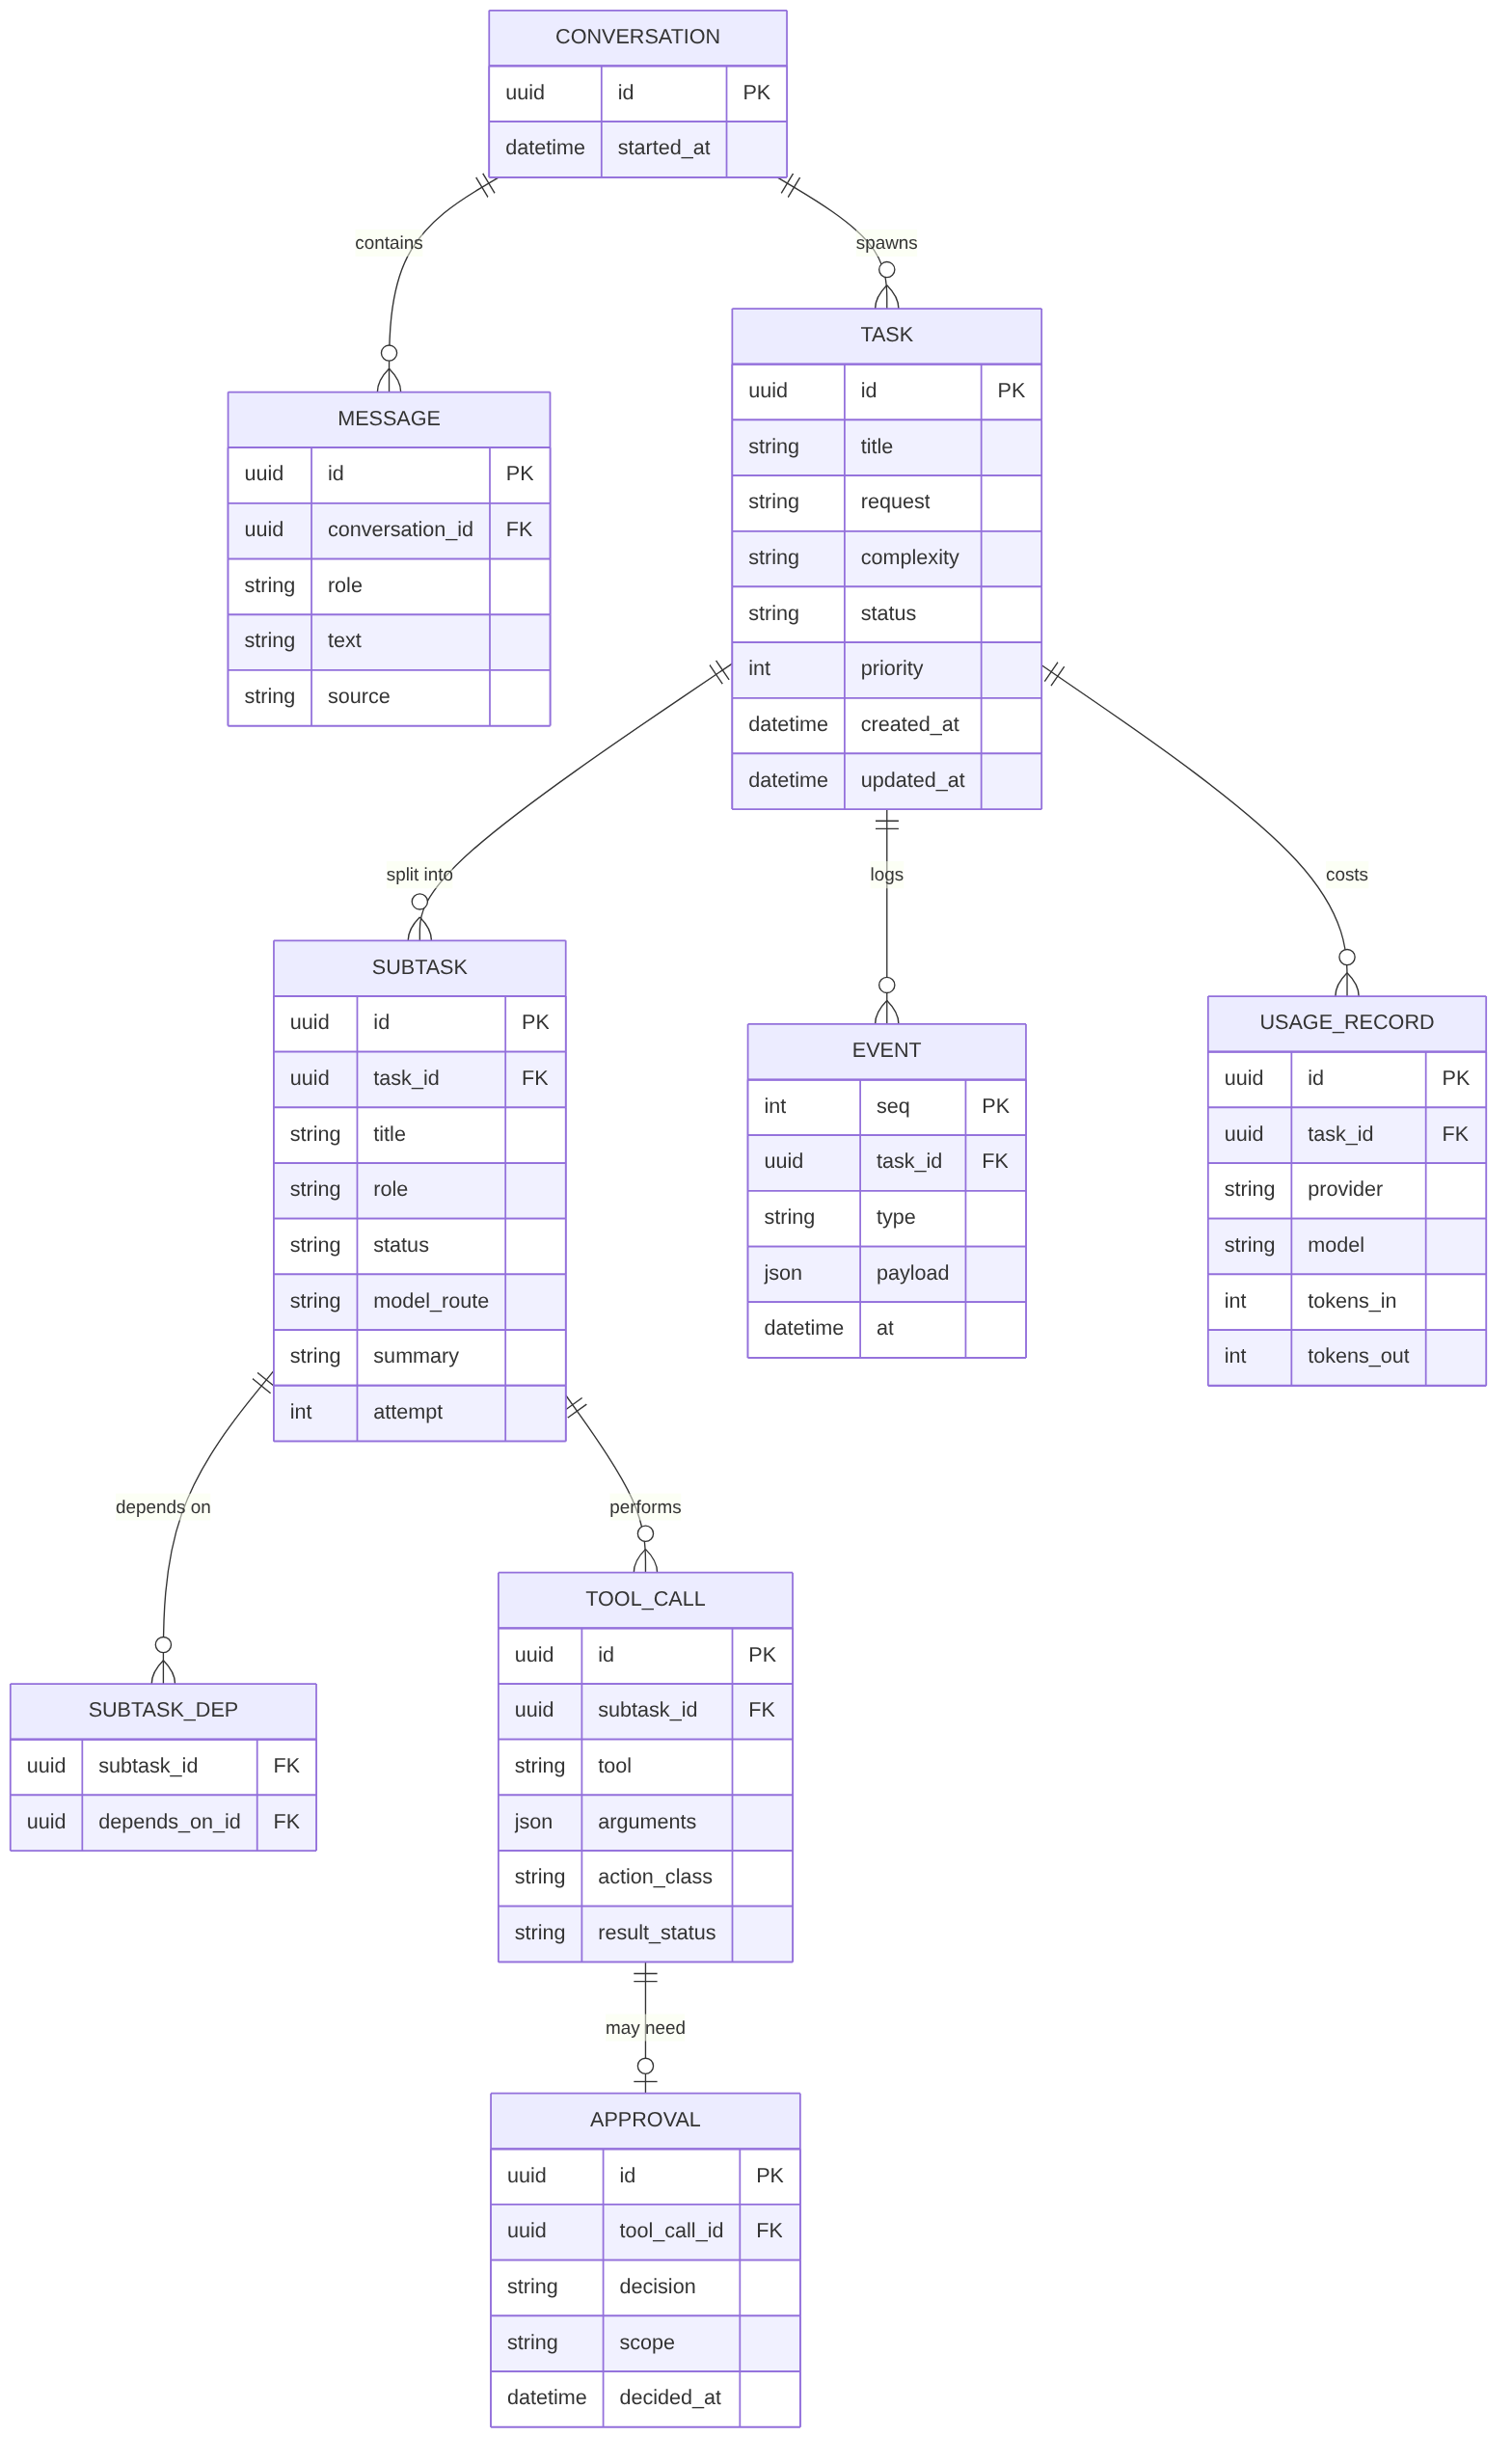 CONVERSATION
uuid id PK
datetime started_at
contains
spawns
MESSAGE
uuid id PK
uuid conversation_id FK
string role
string text
string source
TASK
uuid id PK
string title
string request
string complexity
string status
int priority
datetime created_at
datetime updated_at
split into
logs
costs
SUBTASK
uuid id PK
uuid task_id FK
string title
string role
string status
string model_route
string summary
int attempt
EVENT
int seq PK
uuid task_id FK
string type
json payload
datetime at
USAGE_RECORD
uuid id PK
uuid task_id FK
string provider
string model
int tokens_in
int tokens_out
depends on
performs
SUBTASK_DEP
uuid subtask_id FK
uuid depends_on_id FK
TOOL_CALL
uuid id PK
uuid subtask_id FK
string tool
json arguments
string action_class
string result_status
may need
APPROVAL
uuid id PK
uuid tool_call_id FK
string decision
string scope
datetime decided_at